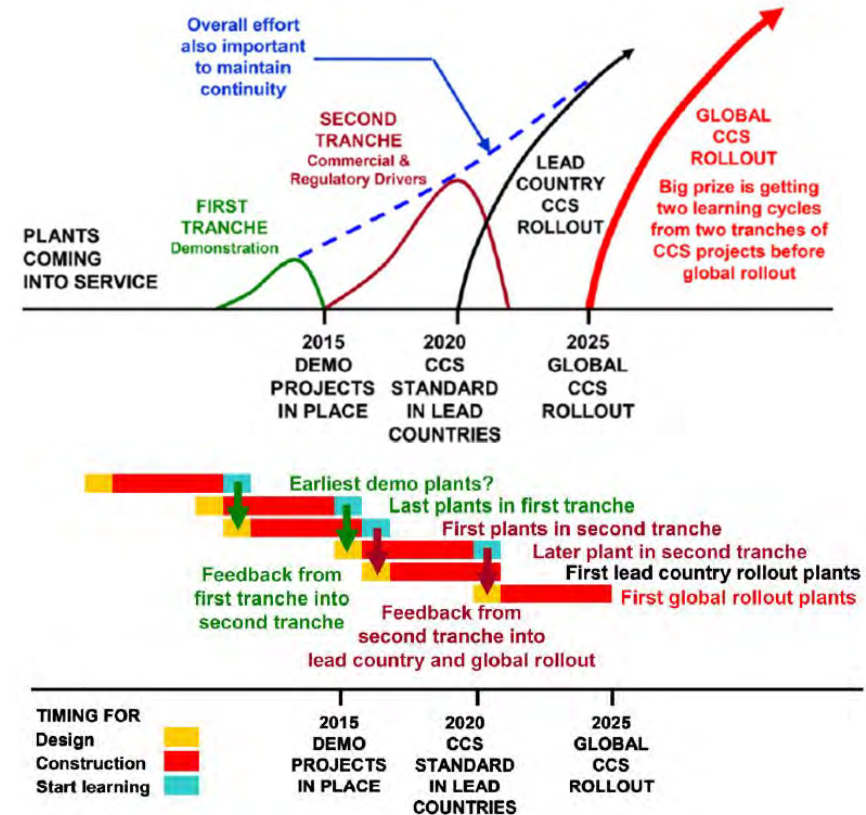 Overall effort
also important
to maintain
continuity
SECOND
TRANCHE
Commercial &
Regulatory Drivers
FIRST
TRANCHE
Demonstration
PLANTS
COMING
INTO SERVICE
LEAD
COUNTRY
CCS
ROLLOUT
GLOBAL
CCS
ROLLOUT
Big prize is getting
two learning cycles
from two tranches of
CCS projects before
global rollout
2015
DEMO
PROJECTS
IN PLACE
2020
CCS
STANDARD
IN LEAD
COUNTRIES
2025
GLOBAL
CCS
ROLLOUT
Earliest demo plants?
Last plants in first tranche
First plants in second tranche
Later plant in second tranche
First lead country rollout plants
First global rollout plants
Feedback from
first tranche into
second tranche
Feedback from
second tranche into
lead country and global rollout
TIMING FOR
Design
Construction
Start learning
2015
DEMO
PROJECTS
IN PLACE
2020
CCS
STANDARD
IN LEAD
COUNTRIES
2025
GLOBAL
CCS
ROLLOUT